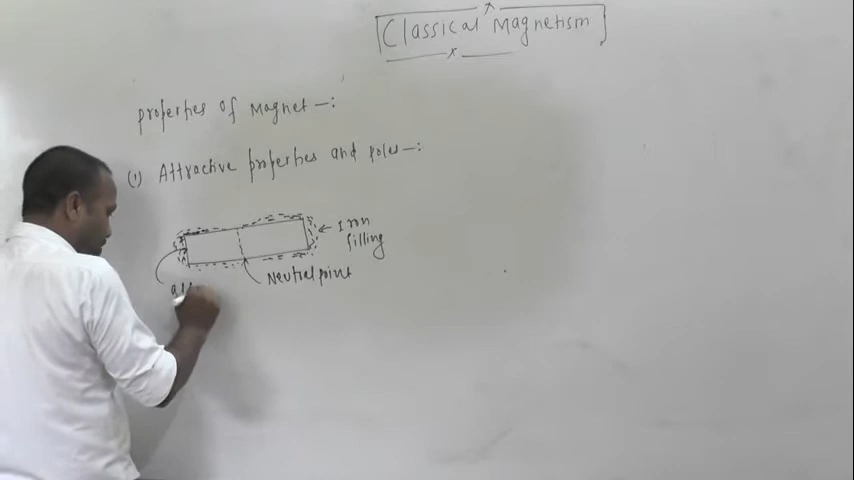 Classical Magnetism
properties of Magnet -:
(1) Attractive properties and poles -:
Iron
filling
Neutral point